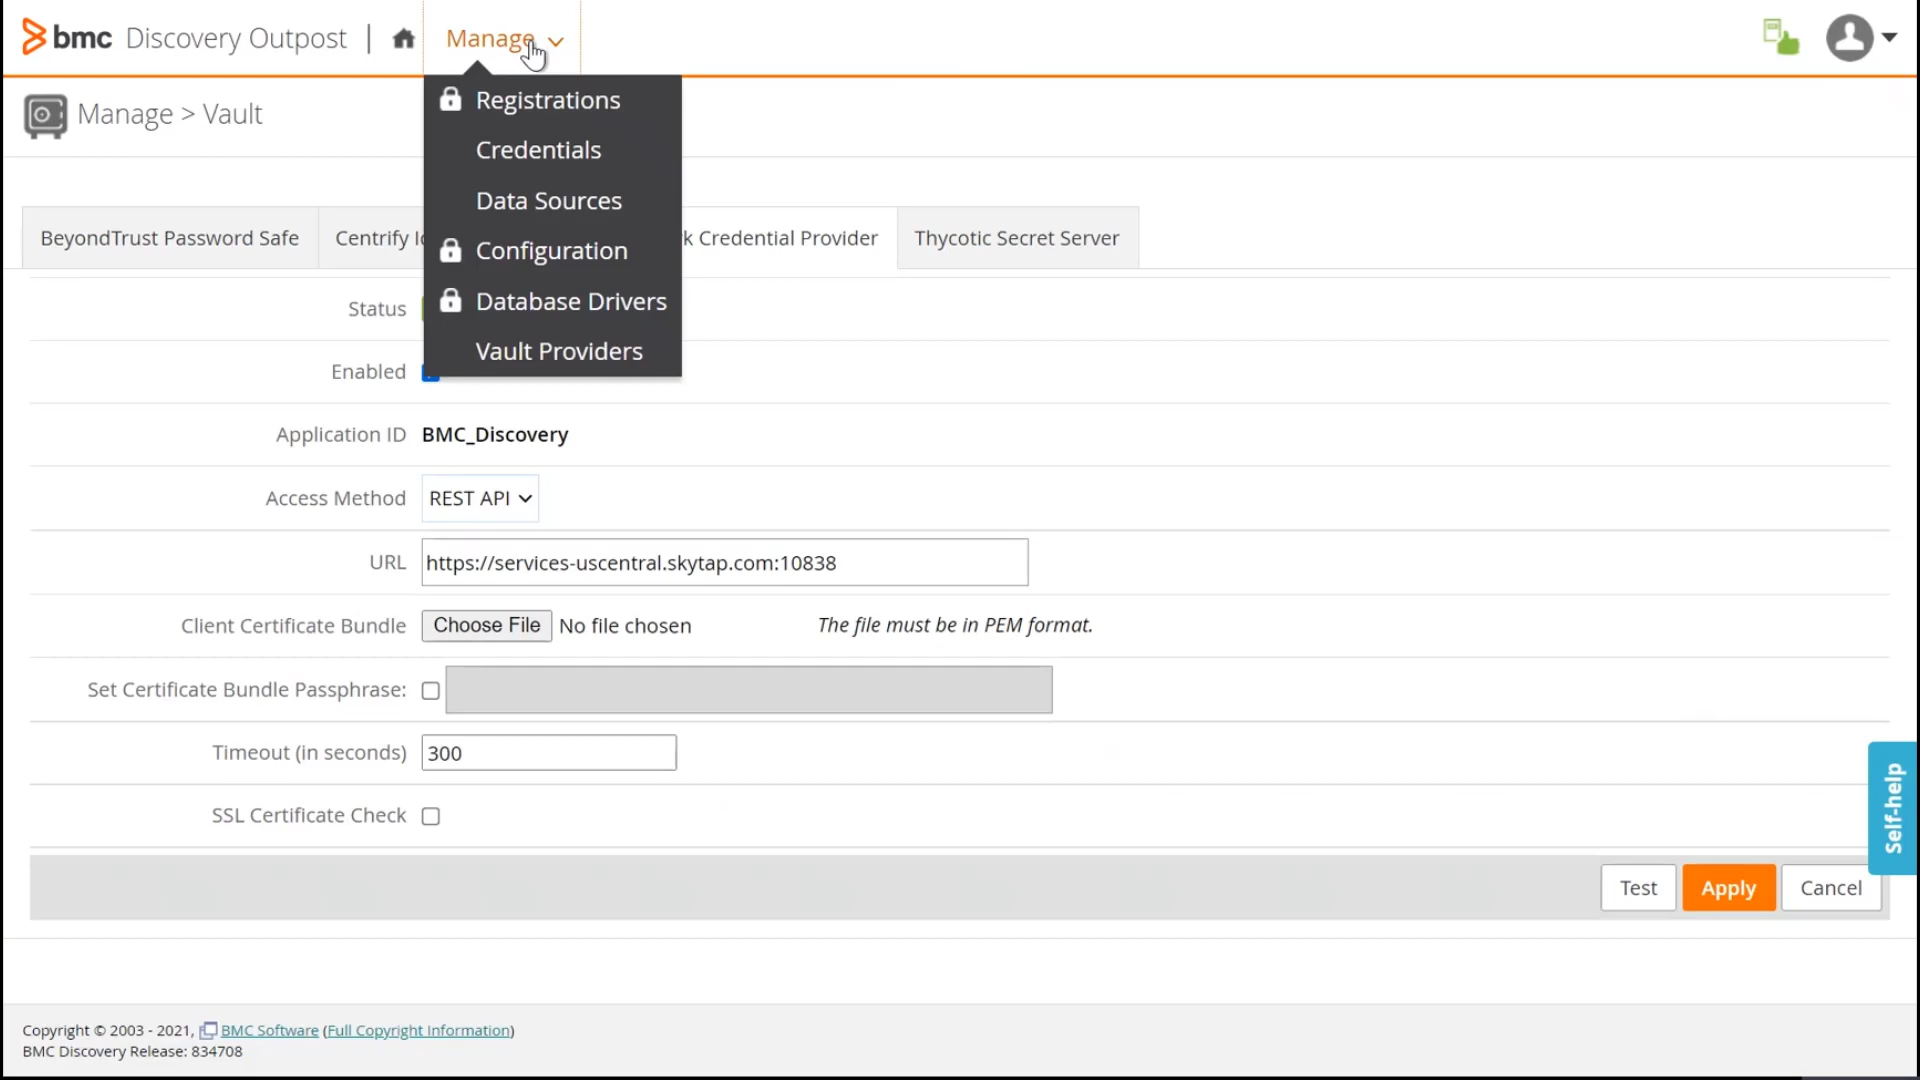 bmc Discovery Outpost
Manage
Registrations
Manage > Vault
Credentials
Data Sources
BeyondTrust Password Safe
Centrify
Credential Provider
Thycotic Secret Server
Configuration
Database Drivers
Status
Vault Providers
Enabled
Application ID BMC_Discovery
Access Method REST API
URL https://services-uscentral.skytap.com:10838
Client Certificate Bundle Choose File No file chosen The file must be in PEM format.
Set Certificate Bundle Passphrase:
Timeout (in seconds) 300
SSL Certificate Check
Self-help
Test Apply Cancel
Copyright © 2003 - 2021, BMC Software (Full Copyright Information)
BMC Discovery Release: 834708